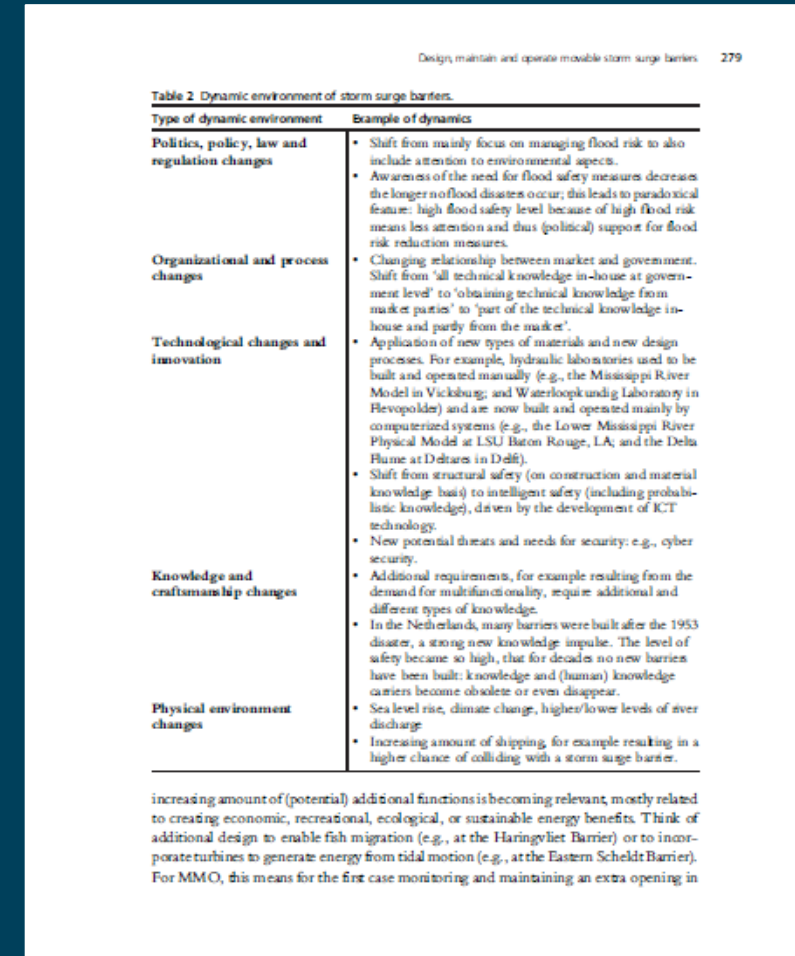 Design, maintain and operate movable storm surge barriers 279
Table 2 Dynamic environment of storm surge barriers.
Type of dynamic environment Example of dynamics
Politics, policy, law and
regulation changes
• Shift from mainly focus on managing flood risk to also
include attention to environmental aspects.
• Awareness of the need for flood safety measures decreases
the longer no flood disasters occur; this leads to paradoxical
feature: high flood safety level because of high flood risk
means less attention and thus (political) support for flood
risk reduction measures.
Organizational and process
changes
• Changing relationship between market and government.
Shift from ‘all technical knowledge in-house at govern-
ment level’ to ‘obtaining technical knowledge from
market parties’ to ‘part of the technical knowledge in-
house and partly from the market’.
Technological changes and
innovation
• Application of new types of materials and new design
processes. For example, hydraulic laboratories used to be
built and operated manually (e.g., the Mississippi River
Model in Vicksburg; and Waterloopkundig Laboratory in
Flevopolder) and are now built and operated mainly by
computerized systems (e.g., the Lower Mississippi River
Physical Model at LSU Baton Rouge, LA; and the Delta
Flume at Deltares in Delft).
• Shift from structural safety (on construction and material
knowledge basis) to intelligent safety (including probabi-
listic knowledge), driven by the development of ICT
technology.
• New potential threats and needs for security: e.g., cyber
security.
Knowledge and
craftsmanship changes
• Additional requirements, for example resulting from the
demand for multifunctionality, require additional and
different types of knowledge.
• In the Netherlands, many barriers were built after the 1953
disaster, a strong new knowledge impulse. The level of
safety became so high, that for decades no new barriers
have been built: knowledge and (human) knowledge
carriers become obsolete or even disappear.
Physical environment
changes
• Sea level rise, climate change, higher/lower levels of river
discharge
• Increasing amount of shipping, for example resulting in a
higher chance of colliding with a storm surge barrier.
increasing amount of (potential) additional functions is becoming relevant, mostly related
to creating economic, recreational, ecological, or sustainable energy benefits. Think of
additional design to enable fish migration (e.g., at the Haringvliet Barrier) or to incor-
porate turbines to generate energy from tidal motion (e.g., at the Eastern Scheldt Barrier).
For MMO, this means for the first case monitoring and maintaining an extra opening in